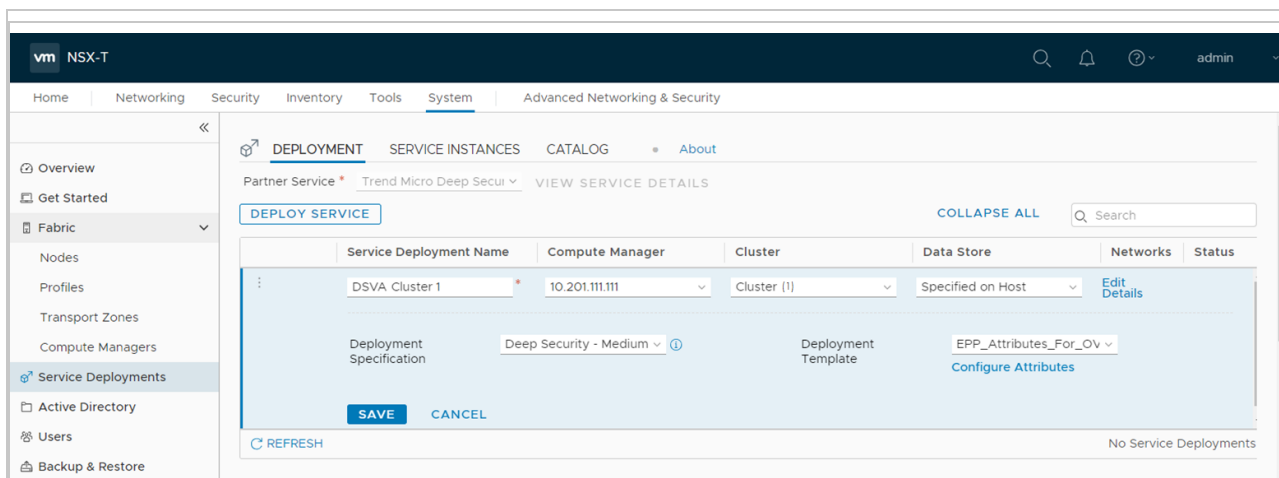 vm NSX-T admin
Home Networking Security Inventory Tools System Advanced Networking & Security
Overview
Get Started
Fabric
Nodes
Profiles
Transport Zones
Compute Managers
Service Deployments
Active Directory
Users
Backup & Restore
DEPLOYMENT SERVICE INSTANCES CATALOG About
Partner Service * Trend Micro Deep Secur VIEW SERVICE DETAILS
DEPLOY SERVICE COLLAPSE ALL Search
Service Deployment Name Compute Manager Cluster Data Store Networks Status
DSVA Cluster 1 * 10.201.111.111 Cluster (1) Specified on Host Edit
Details
Deployment Deep Security - Medium Deployment EPP_Attributes_For_OV
Specification Template
Configure Attributes
SAVE CANCEL
REFRESH No Service Deployments